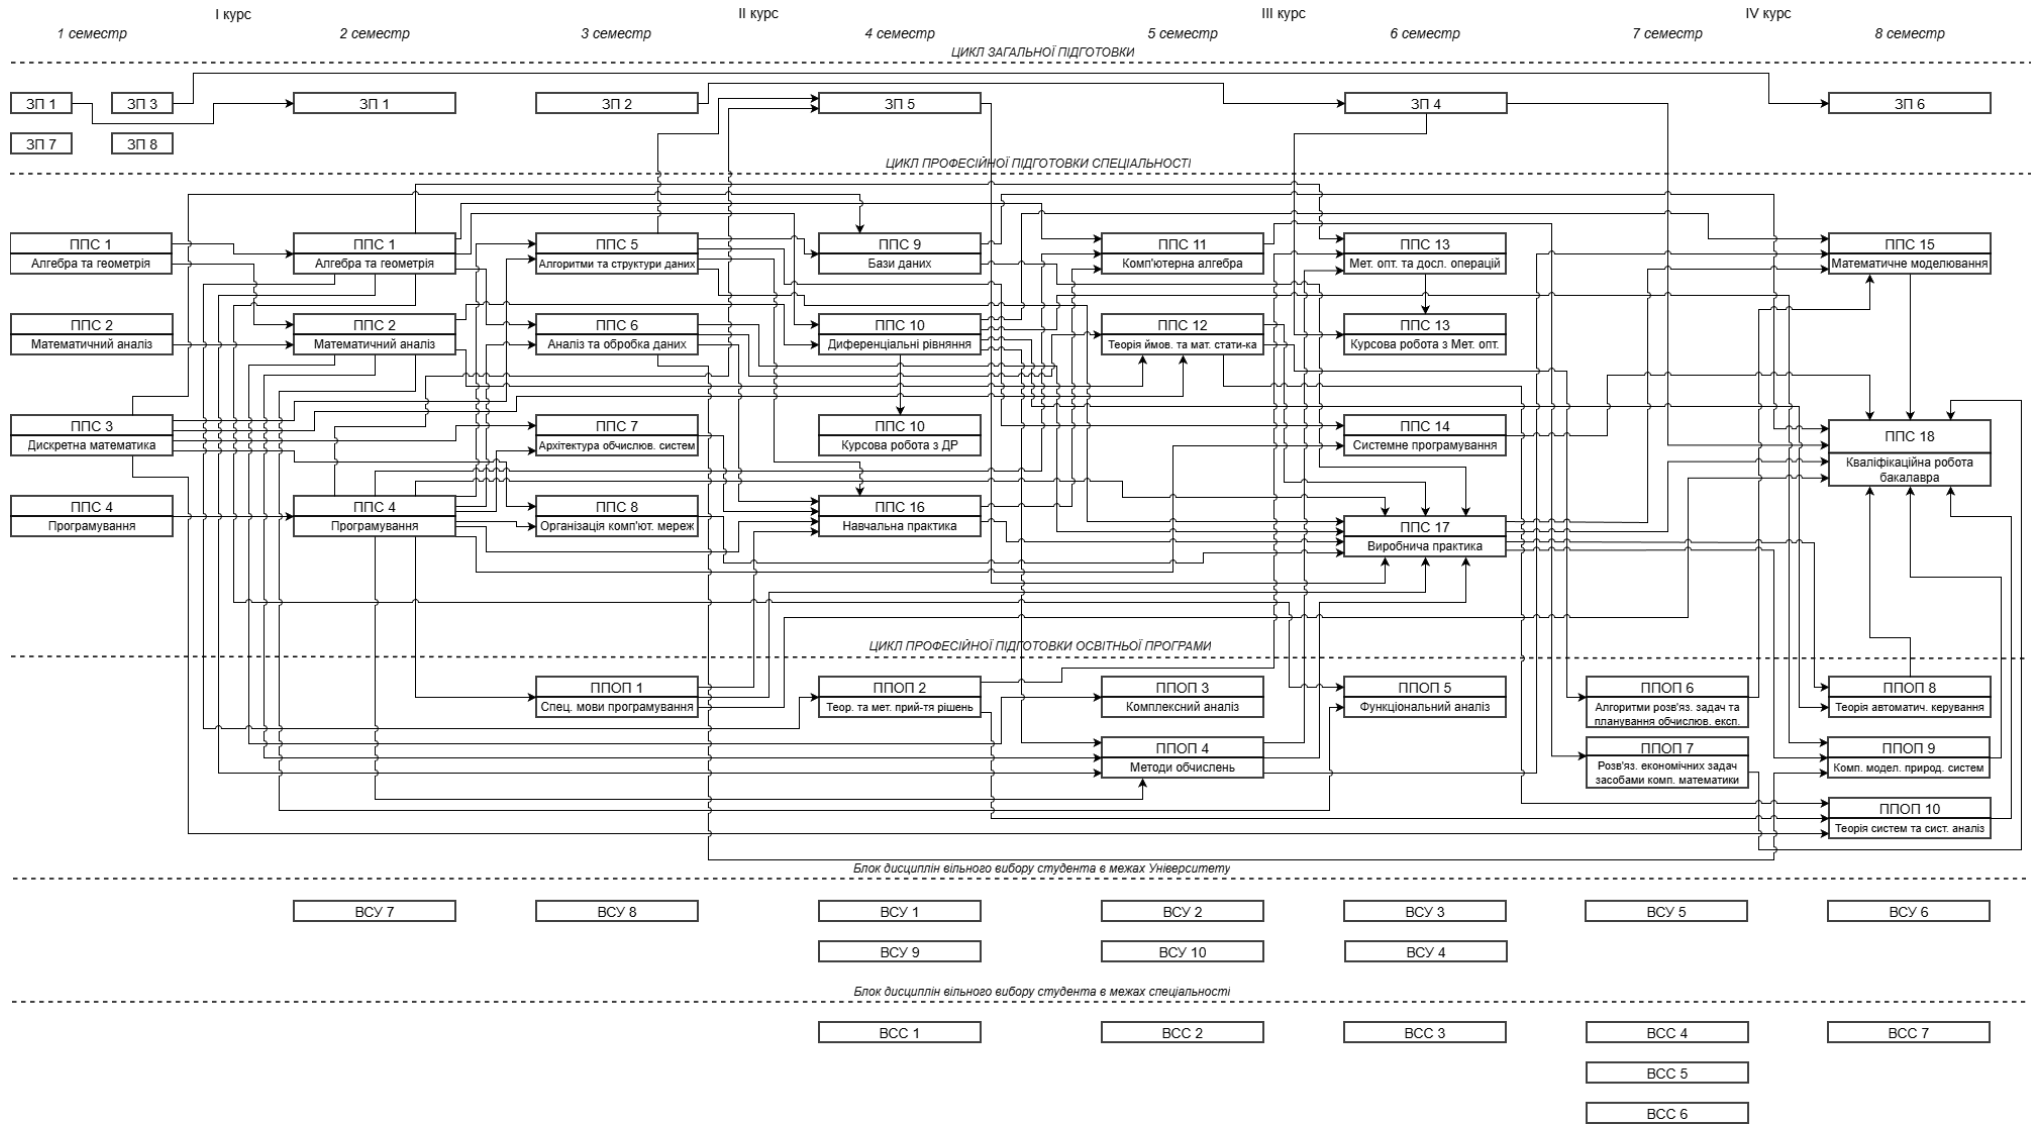 I курс
II курс
III курс
IV курс
1 семестр
2 семестр
3 семестр
4 семестр
5 семестр
6 семестр
7 семестр
8 семестр
ЦИКЛ ЗАГАЛЬНОЇ ПІДГОТОВКИ
ЗП 1
ЗП 3
ЗП 1
ЗП 2
ЗП 5
ЗП 4
ЗП 6
ЗП 7
ЗП 8
ЦИКЛ ПРОФЕСІЙНОЇ ПІДГОТОВКИ СПЕЦІАЛЬНОСТІ
ППС 1
Алгебра та геометрія
ППС 1
Алгебра та геометрія
ППС 5
Алгоритми та структури даних
ППС 9
Бази даних
ППС 11
Комп'ютерна алгебра
ППС 13
Мет. опт. та досл. операцій
ППС 15
Математичне моделювання
ППС 2
Математичний аналіз
ППС 2
Математичний аналіз
ППС 6
Аналіз та обробка даних
ППС 10
Диференціальні рівняння
ППС 12
Теорія ймов. та мат. стати-ка
ППС 13
Курсова робота з Мет. опт.
ППС 3
Дискретна математика
ППС 7
Архітектура обчислюв. систем
ППС 10
Курсова робота з ДР
ППС 14
Системне програмування
ППС 18
Кваліфікаційна робота
бакалавра
ППС 4
Програмування
ППС 4
Програмування
ППС 8
Організація комп'ют. мереж
ППС 16
Навчальна практика
ППС 17
Виробнича практика
ЦИКЛ ПРОФЕСІЙНОЇ ПІДГОТОВКИ ОСВІТНЬОЇ ПРОГРАМИ
ППОП 1
Спец. мови програмування
ППОП 2
Теор. та мет. прий-тя рішень
ППОП 3
Комплексний аналіз
ППОП 5
Функціональний аналіз
ППОП 6
Алгоритми розв'яз. задач та
планування обчислюв. експ.
ППОП 8
Теорія автоматич. керування
ППОП 4
Методи обчислень
ППОП 7
Розв'яз. економічних задач
засобами комп. математики
ППОП 9
Комп. модел. природ. систем
ППОП 10
Теорія систем та сист. аналіз
Блок дисциплін вільного вибору студента в межах Університету
ВСУ 7
ВСУ 8
ВСУ 1
ВСУ 2
ВСУ 3
ВСУ 5
ВСУ 6
ВСУ 9
ВСУ 10
ВСУ 4
Блок дисциплін вільного вибору студента в межах спеціальності
ВСС 1
ВСС 2
ВСС 3
ВСС 4
ВСС 7
ВСС 5
ВСС 6